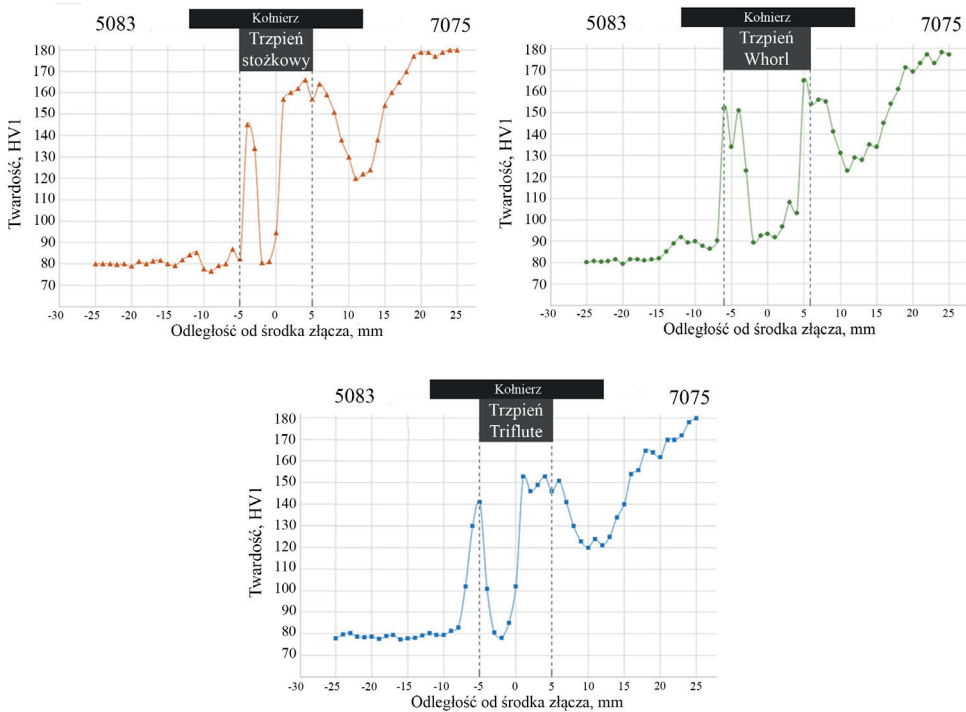 5083
Kołnierz
7075
Trzpień
stożkowy
180
170
160
150
140
130
120
110
100
90
80
70
Twardość, HV1
-30 -25 -20 -15 -10 -5 0 5 10 15 20 25
Odległość od środka złącza, mm
5083
Kołnierz
7075
Trzpień
Whorl
180
170
160
150
140
130
120
110
100
90
80
70
Twardość, HV1
-30 -25 -20 -15 -10 -5 0 5 10 15 20 25
Odległość od środka złącza, mm
5083
Kołnierz
7075
Trzpień
Triflute
180
170
160
150
140
130
120
110
100
90
80
70
Twardość, HV1
-30 -25 -20 -15 -10 -5 0 5 10 15 20 25
Odległość od środka złącza, mm